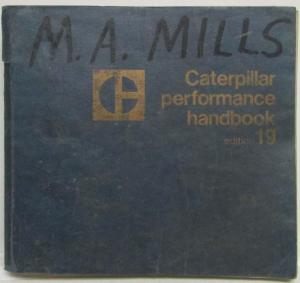 M. A. MILLS
Caterpillar
performance
handbook
edition 19